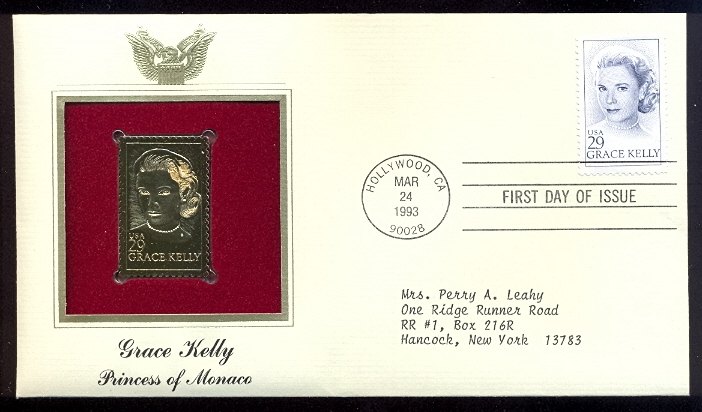 USA
29
GRACE KELLY
Grace Kelly
Princess of Monaco
USA
29
GRACE KELLY
HOLLYWOOD, CA
MAR
24
1993
90028
FIRST DAY OF ISSUE
Mrs. Perry A. Leahy
One Ridge Runner Road
RR #1, Box 216R
Hancock, New York 13783